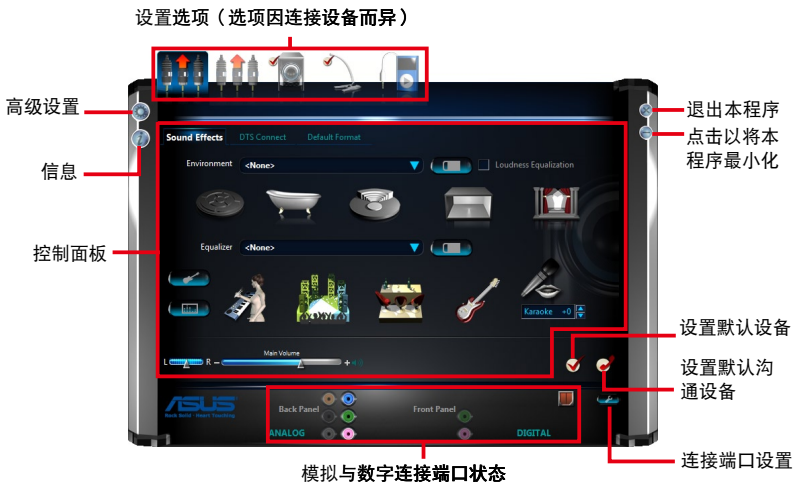 设置选项（选项因连接设备而异）
高级设置
信息
控制面板
退出本程序
点击以将本
程序最小化
Sound Effects
DTS Connect
Default Format
Environment
<None>
Loudness Equalization
Equalizer
<None>
Karaoke +0
Main Volume
L R - +
设置默认设备
设置默认沟
通设备
ASUS
Rock Solid · Heart Touching
Back Panel
Front Panel
ANALOG
DIGITAL
连接端口设置
模拟与数字连接端口状态